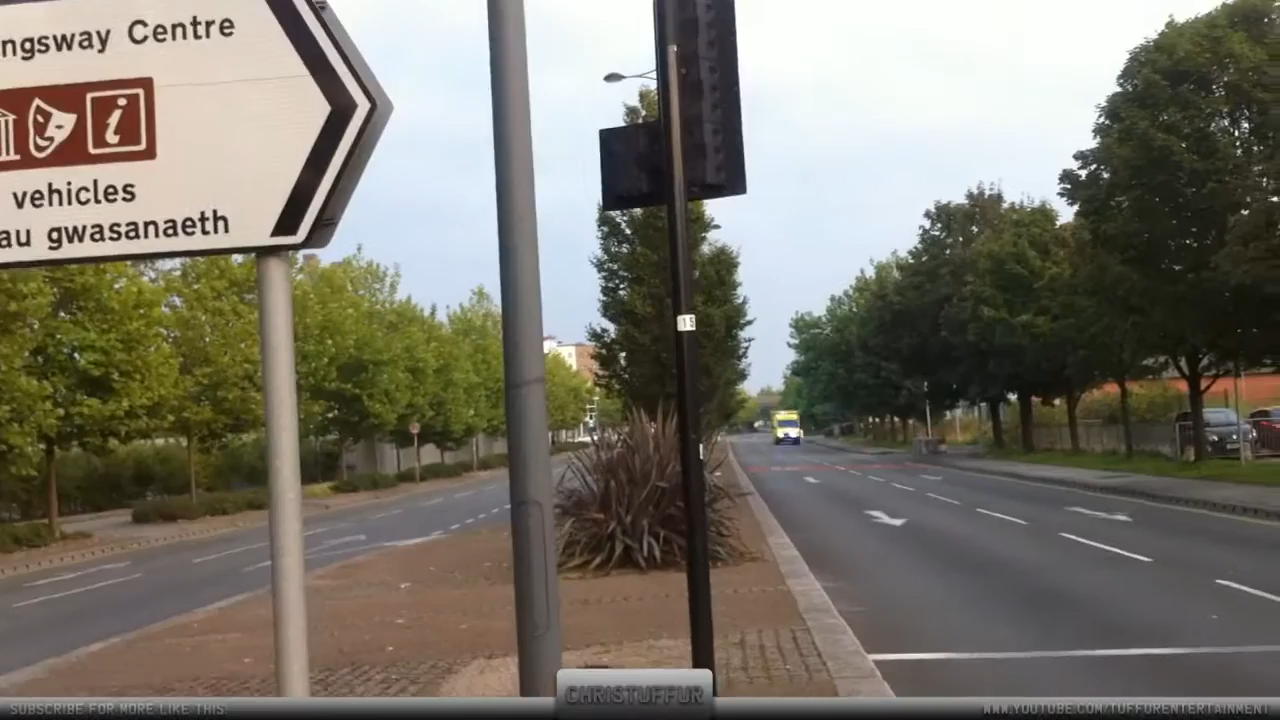 ngsway Centre
i
vehicles
au gwasanaeth
15
CHRISTUFFUR
SUBSCRIBE FOR MORE LIKE THIS!
WWW.YOUTUBE.COM/TUFFURENTERTAINMENT